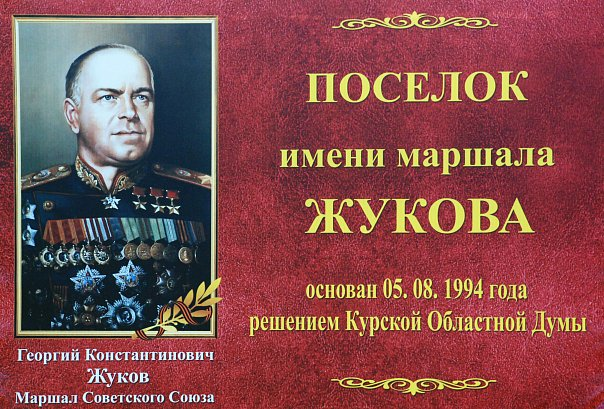 ПОСЕЛОК
имени маршала
ЖУКОВА
основан 05. 08. 1994 года
решением Курской Областной Думы
Георгий Константинович
Жуков
Маршал Советского Союза